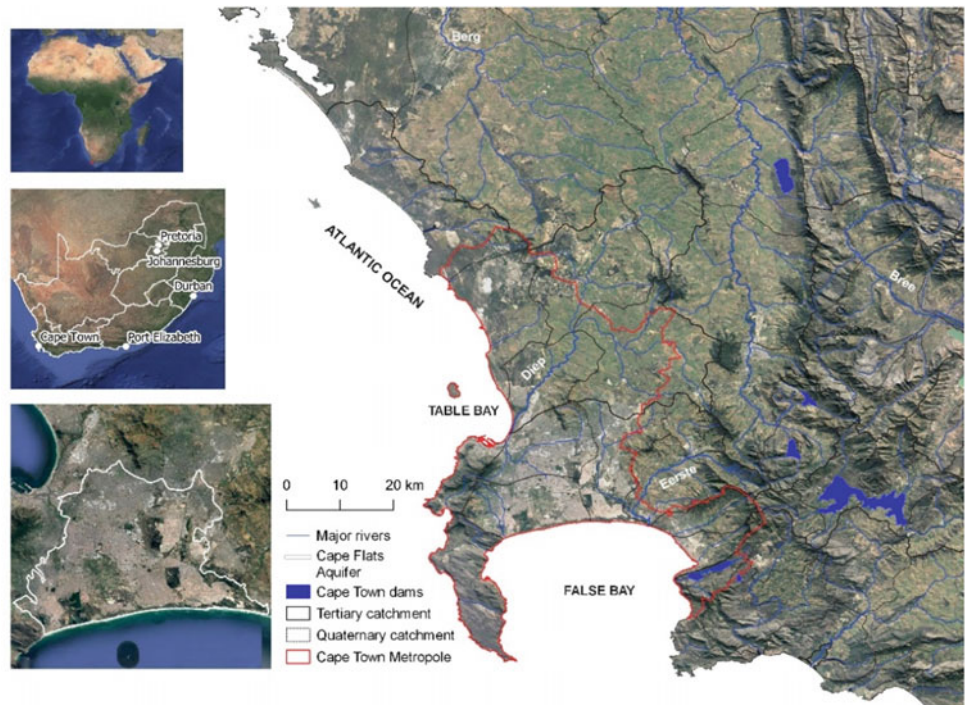 Pretoria
Johannesburg
Durban
Cape Town
Port Elizabeth
Berg
ATLANTIC OCEAN
Bree
Diep
TABLE BAY
Eerste
0 10 20 km
Major rivers
Cape Flats
Aquifer
Cape Town dams
Tertiary catchment
Quaternary catchment
Cape Town Metropole
FALSE BAY